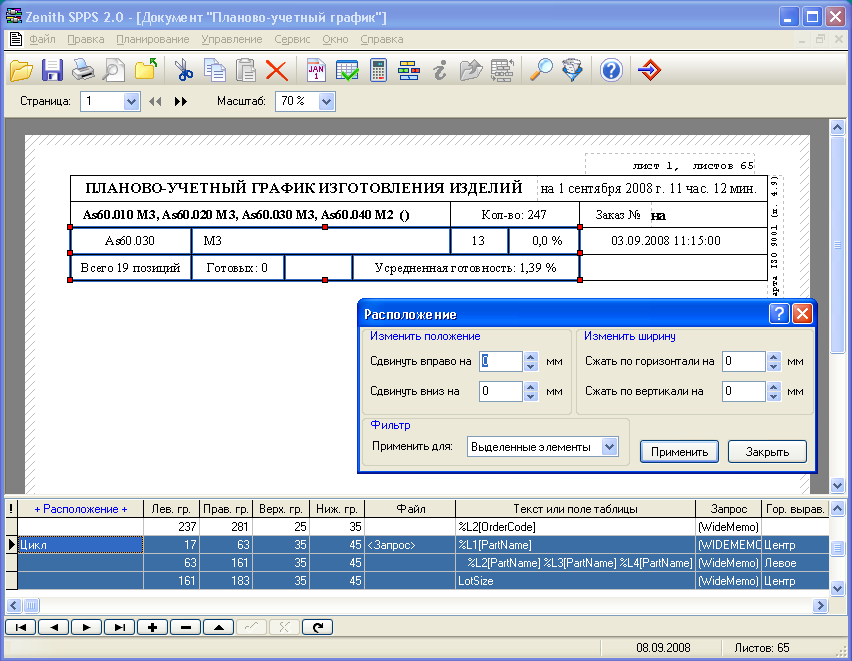 Zenith SPPS 2.0 - [Документ "Планово-учетный график"]
Файл Правка Планирование Управление Сервис Окно Справка
JAN 1
Страница: 1 Масштаб: 70 %
лист 1, листов 65
ПЛАНОВО-УЧЕТНЫЙ ГРАФИК ИЗГОТОВЛЕНИЯ ИЗДЕЛИЙ на 1 сентября 2008 г. 11 час. 12 мин.
As60.010 М3, As60.020 М3, As60.030 М3, As60.040 М2 () Кол-во: 247 Заказ № на
As60.030 М3 13 0,0 % 03.09.2008 11:15:00
Всего 19 позиций Готовых: 0 Усредненная готовность: 1,39 %
арта ISO 9001 (п. 4.9)
Расположение
Изменить положение Изменить ширину
Сдвинуть вправо на 0 мм Сжать по горизонтали на 0 мм
Сдвинуть вниз на 0 мм Сжать по вертикали на 0 мм
Фильтр
Применить для: Выделенные элементы Применить Закрыть
! + Расположение + Лев. гр. Прав. гр. Верх. гр. Ниж. гр. Файл Текст или поле таблицы Запрос Гор. вырав.
237 281 25 35 %L2[OrderCode] (WideMemo)
Цикл 17 63 35 45 <Запрос> %L1[PartName] (WIDEMEMO Центр
63 161 35 45 %L2[PartName] %L3[PartName] %L4[PartName] (WideMemo) Левое
161 183 35 45 LotSize (WideMemo) Центр
08.09.2008 Листов: 65